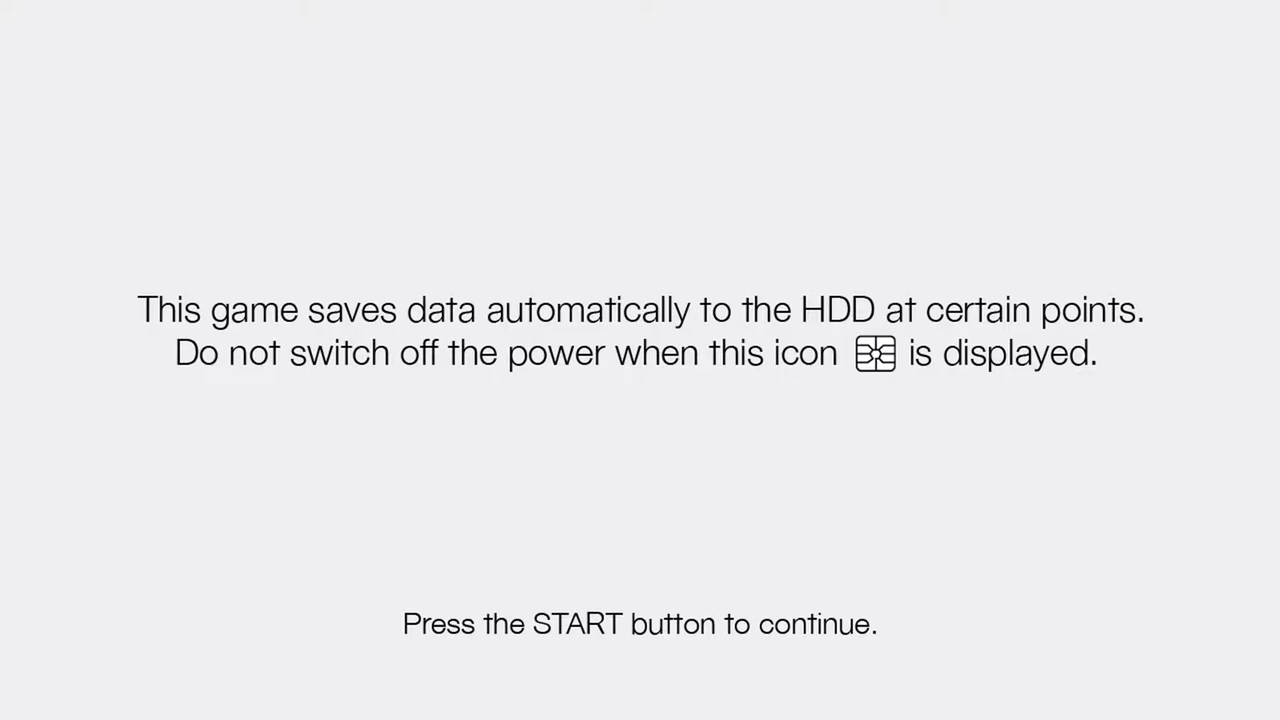 This game saves data automatically to the HDD at certain points.
Do not switch off the power when this icon is displayed.
Press the START button to continue.